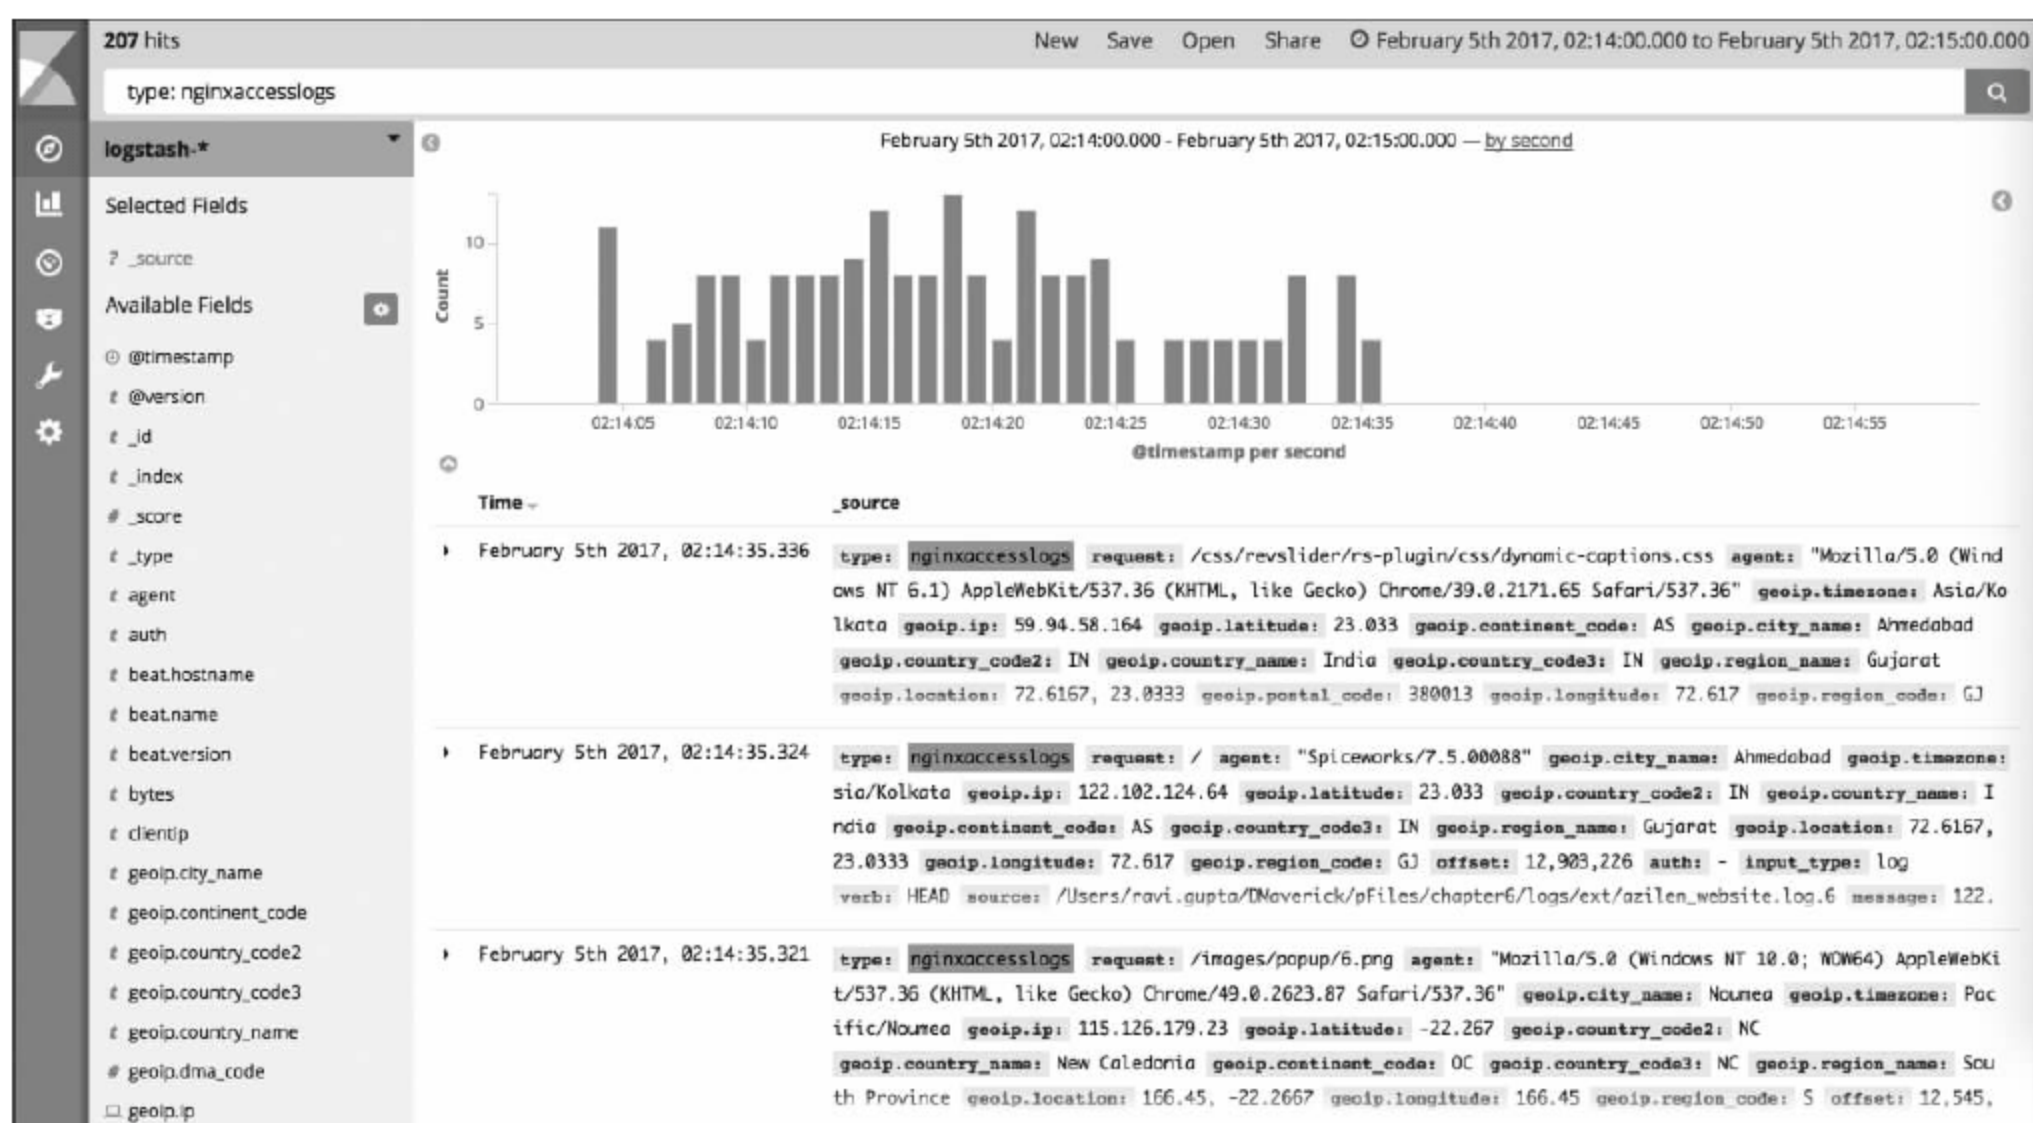 207 hits
New Save Open Share February 5th 2017, 02:14:00.000 to February 5th 2017, 02:15:00.000
type: nginxaccesslogs
logstash-*
Selected Fields
? _source
Available Fields
@timestamp
t @version
t _id
t _index
# _score
t _type
t agent
t auth
t beat.hostname
t beat.name
t beat.version
t bytes
t clientip
t geoip.city_name
t geoip.continent_code
t geoip.country_code2
t geoip.country_code3
t geoip.country_name
# geoip.dma_code
geoip.ip
February 5th 2017, 02:14:00.000 - February 5th 2017, 02:15:00.000 — by second
Count
10
5
0
02:14:05 02:14:10 02:14:15 02:14:20 02:14:25 02:14:30 02:14:35 02:14:40 02:14:45 02:14:50 02:14:55
@timestamp per second
Time _source
February 5th 2017, 02:14:35.336 type: nginxaccesslogs request: /css/revslider/rs-plugin/css/dynamic-captions.css agent: "Mozilla/5.0 (Wind
ows NT 6.1) AppleWebKit/537.36 (KHTML, like Gecko) Chrome/39.0.2171.65 Safari/537.36" geoip.timezone: Asia/Ko
lkata geoip.ip: 59.94.58.164 geoip.latitude: 23.033 geoip.continent_code: AS geoip.city_name: Ahmedabad
geoip.country_code2: IN geoip.country_name: India geoip.country_code3: IN geoip.region_name: Gujarat
geoip.location: 72.6167, 23.0333 geoip.postal_code: 380013 geoip.longitude: 72.617 geoip.region_code: GJ
February 5th 2017, 02:14:35.324 type: nginxaccesslogs request: / agent: "Spiceworks/7.5.00088" geoip.city_name: Ahmedabad geoip.timezone:
sia/Kolkata geoip.ip: 122.102.124.64 geoip.latitude: 23.033 geoip.country_code2: IN geoip.country_name: I
ndia geoip.continent_code: AS geoip.country_code3: IN geoip.region_name: Gujarat geoip.location: 72.6167,
23.0333 geoip.longitude: 72.617 geoip.region_code: GJ offset: 12,903,226 auth: - input_type: log
verb: HEAD source: /Users/ravi.gupta/DMaverick/pFiles/chapter6/logs/ext/azilen_website.log.6 message: 122.
February 5th 2017, 02:14:35.321 type: nginxaccesslogs request: /images/popup/6.png agent: "Mozilla/5.0 (Windows NT 10.0; WOW64) AppleWebKi
t/537.36 (KHTML, like Gecko) Chrome/49.0.2623.87 Safari/537.36" geoip.city_name: Noumea geoip.timezone: Pac
ific/Noumea geoip.ip: 115.126.179.23 geoip.latitude: -22.267 geoip.country_code2: NC
geoip.country_name: New Caledonia geoip.continent_code: OC geoip.country_code3: NC geoip.region_name: Sou
th Province geoip.location: 166.45, -22.2667 geoip.longitude: 166.45 geoip.region_code: S offset: 12,545,